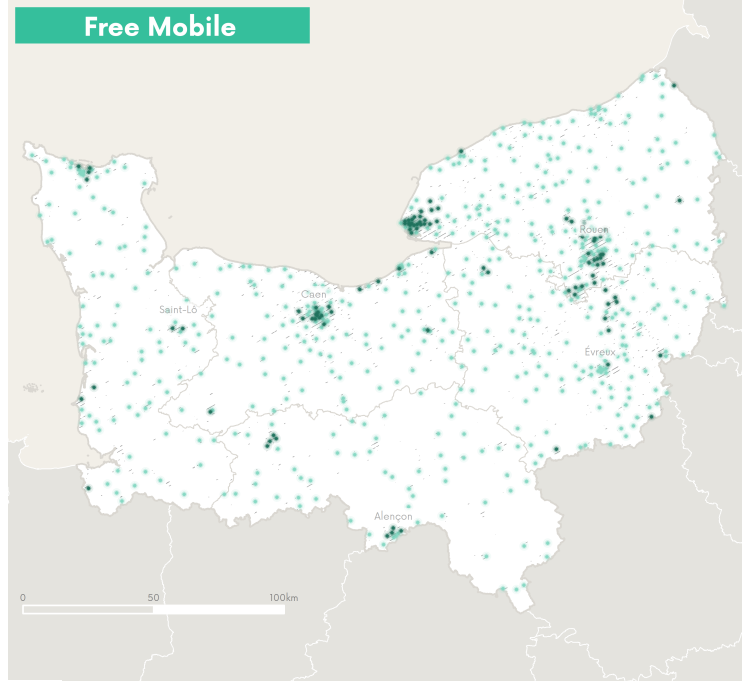 Free Mobile
Rouen
Caen
Saint-Lô
Évreux
Alençon
0 50 100km